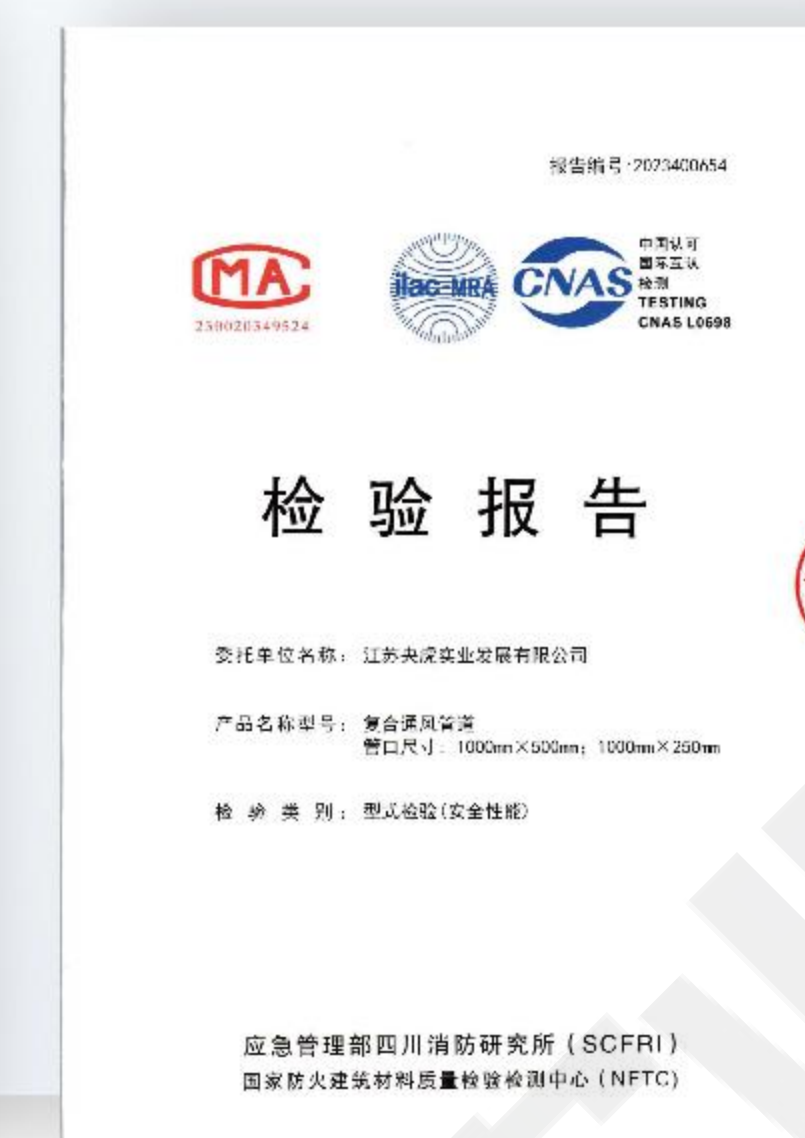 报告编号:2023400654
MA
230020349524
ilac-MRA
CNAS
中国认可
国际互认
检测
TESTING
CNAS L0698
检验报告
委托单位名称: 江苏央虎实业发展有限公司
产品名称型号: 复合通风管道
管口尺寸: 1000mm×500mm; 1000mm×250mm
检验类别: 型式检验(安全性能)
应急管理部四川消防研究所(SCFRI)
国家防火建筑材料质量检验检测中心(NFTC)